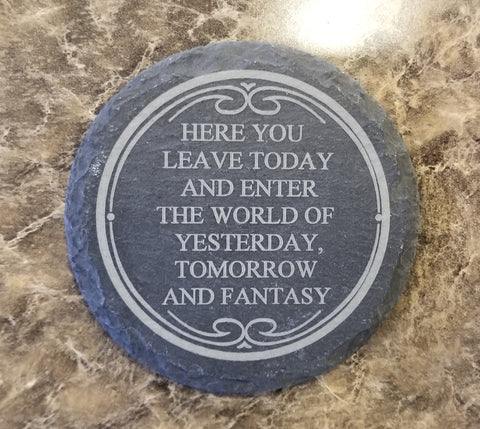 HERE YOU
LEAVE TODAY
AND ENTER
THE WORLD OF
YESTERDAY,
TOMORROW
AND FANTASY